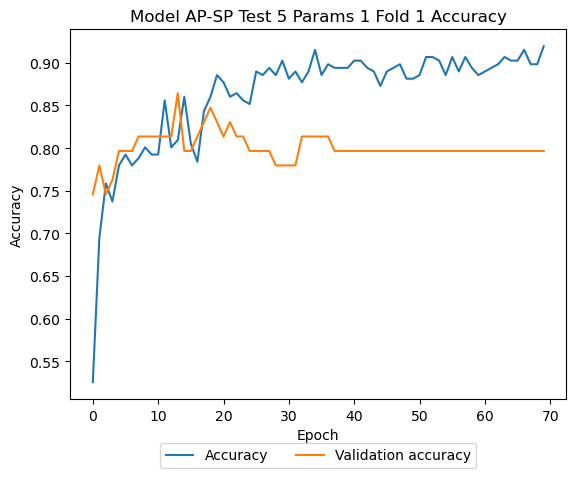 Model AP-SP Test 5 Params 1 Fold 1 Accuracy
0.90
0.85
0.80
0.75
0.70
0.65
0.60
0.55
Accuracy
0 10 20 30 40 50 60 70
Epoch
Accuracy Validation accuracy